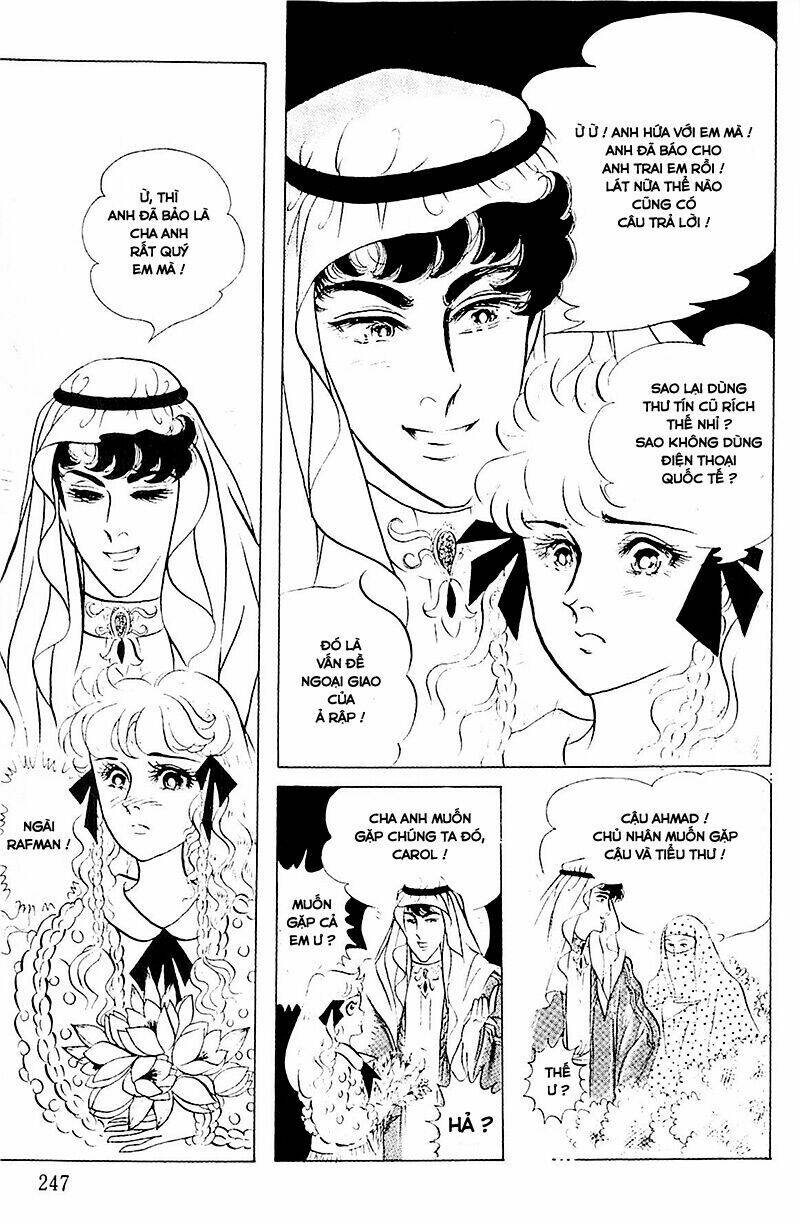 Ừ Ừ ! ANH HỨA VỚI EM MÀ !
ANH ĐÃ BÁO CHO
ANH TRAI EM RỒI !
LÁT NỮA THỂ NÀO
CŨNG CÓ
CÂU TRẢ LỜI !
SAO LẠI DÙNG
THƯ TÍN CŨ RÍCH
THẾ NHỈ ?
SAO KHÔNG DÙNG
ĐIỆN THOẠI
QUỐC TẾ ?
ĐÓ LÀ
VẤN ĐỀ
NGOẠI GIAO
CỦA
Ả RẬP !
CẬU AHMAD !
CHỦ NHÂN MUỐN GẶP
CẬU VÀ TIỂU THƯ !
THẾ
Ư ?
CHA ANH MUỐN
GẶP CHÚNG TA ĐÓ,
CAROL !
MUỐN
GẶP CẢ
EM Ư ?
HẢ ?
Ừ, THÌ
ANH ĐÃ BẢO LÀ
CHA ANH
RẤT QUÝ
EM MÀ !
NGÀI
RAFMAN !
247